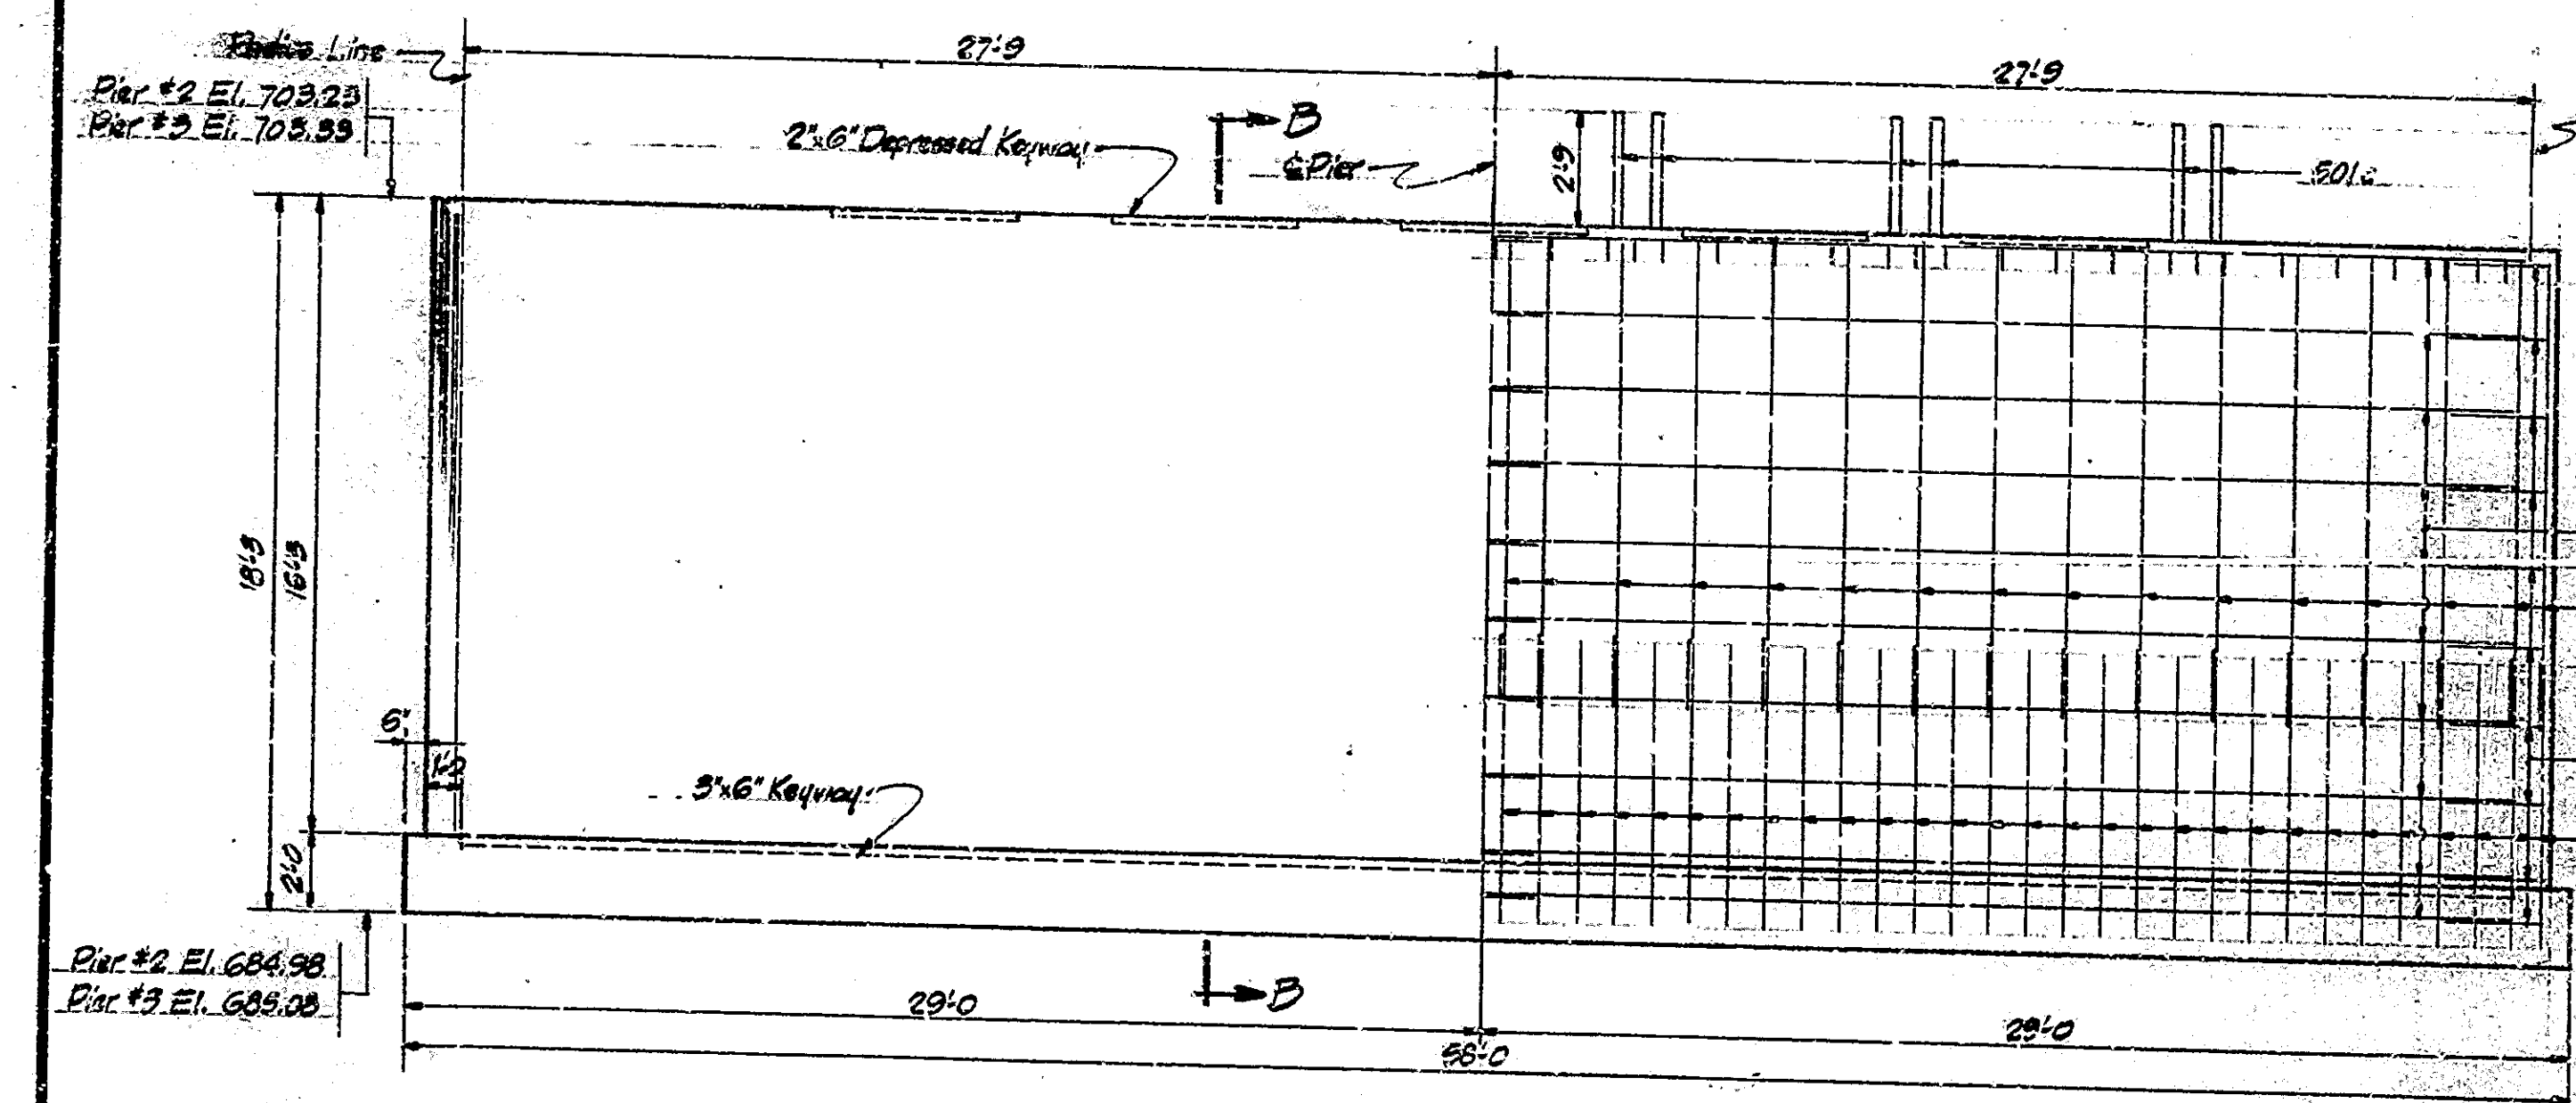 Radius Line
27'-9
27'-9
Pier #2 El. 703.23
Pier #3 El. 703.33
2"x6" Depressed Keyway
B
℄ Pier
2'-9
501's
18'-3
16'-3
6"
1'-0
3"x6" Keyway
2'-0
Pier #2 El. 684.98
Pier #3 El. 685.08
B
29'-0
29'-0
58'-0